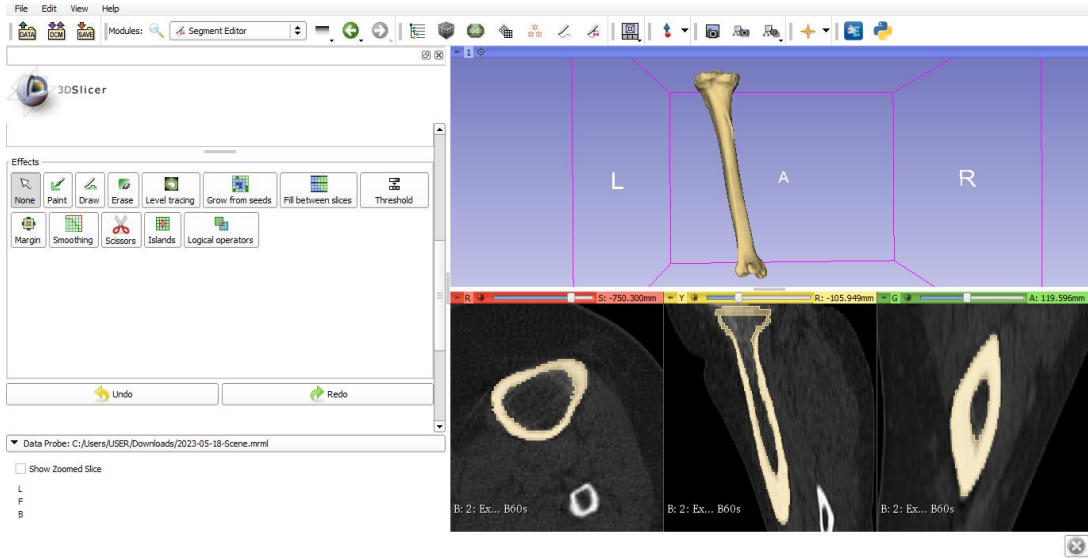 File Edit View Help
DATA DCM SAVE Modules: Segment Editor
1
3DSlicer
Effects
None Paint Draw Erase Level tracing Grow from seeds Fill between slices Threshold
Margin Smoothing Scissors Islands Logical operators
L A R
R S: -750.300mm Y R: -105.949mm G A: 119.596mm
Undo Redo
Data Probe: C:/Users/USER/Downloads/2023-05-18-Scene.mrml
Show Zoomed Slice
L
F
B
B: 2: Ex... B60s B: 2: Ex... B60s B: 2: Ex... B60s